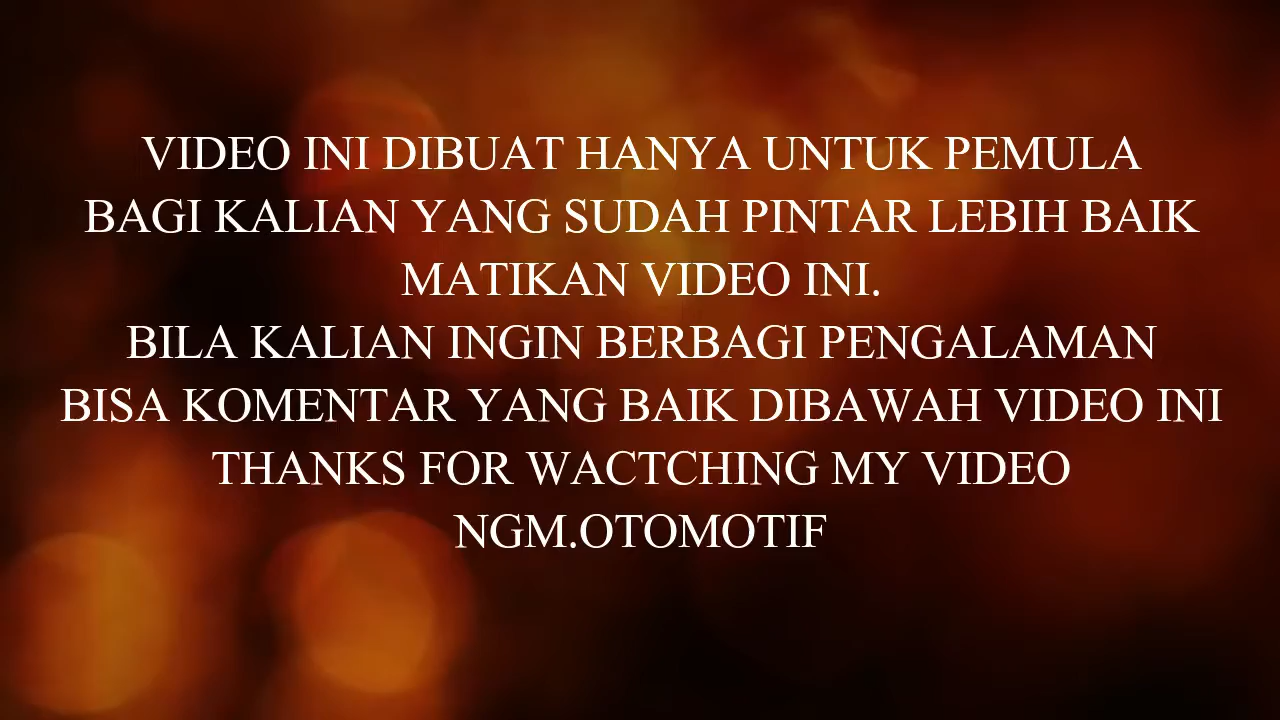 VIDEO INI DIBUAT HANYA UNTUK PEMULA
BAGI KALIAN YANG SUDAH PINTAR LEBIH BAIK
MATIKAN VIDEO INI.
BILA KALIAN INGIN BERBAGI PENGALAMAN
BISA KOMENTAR YANG BAIK DIBAWAH VIDEO INI
THANKS FOR WACTCHING MY VIDEO
NGM.OTOMOTIF